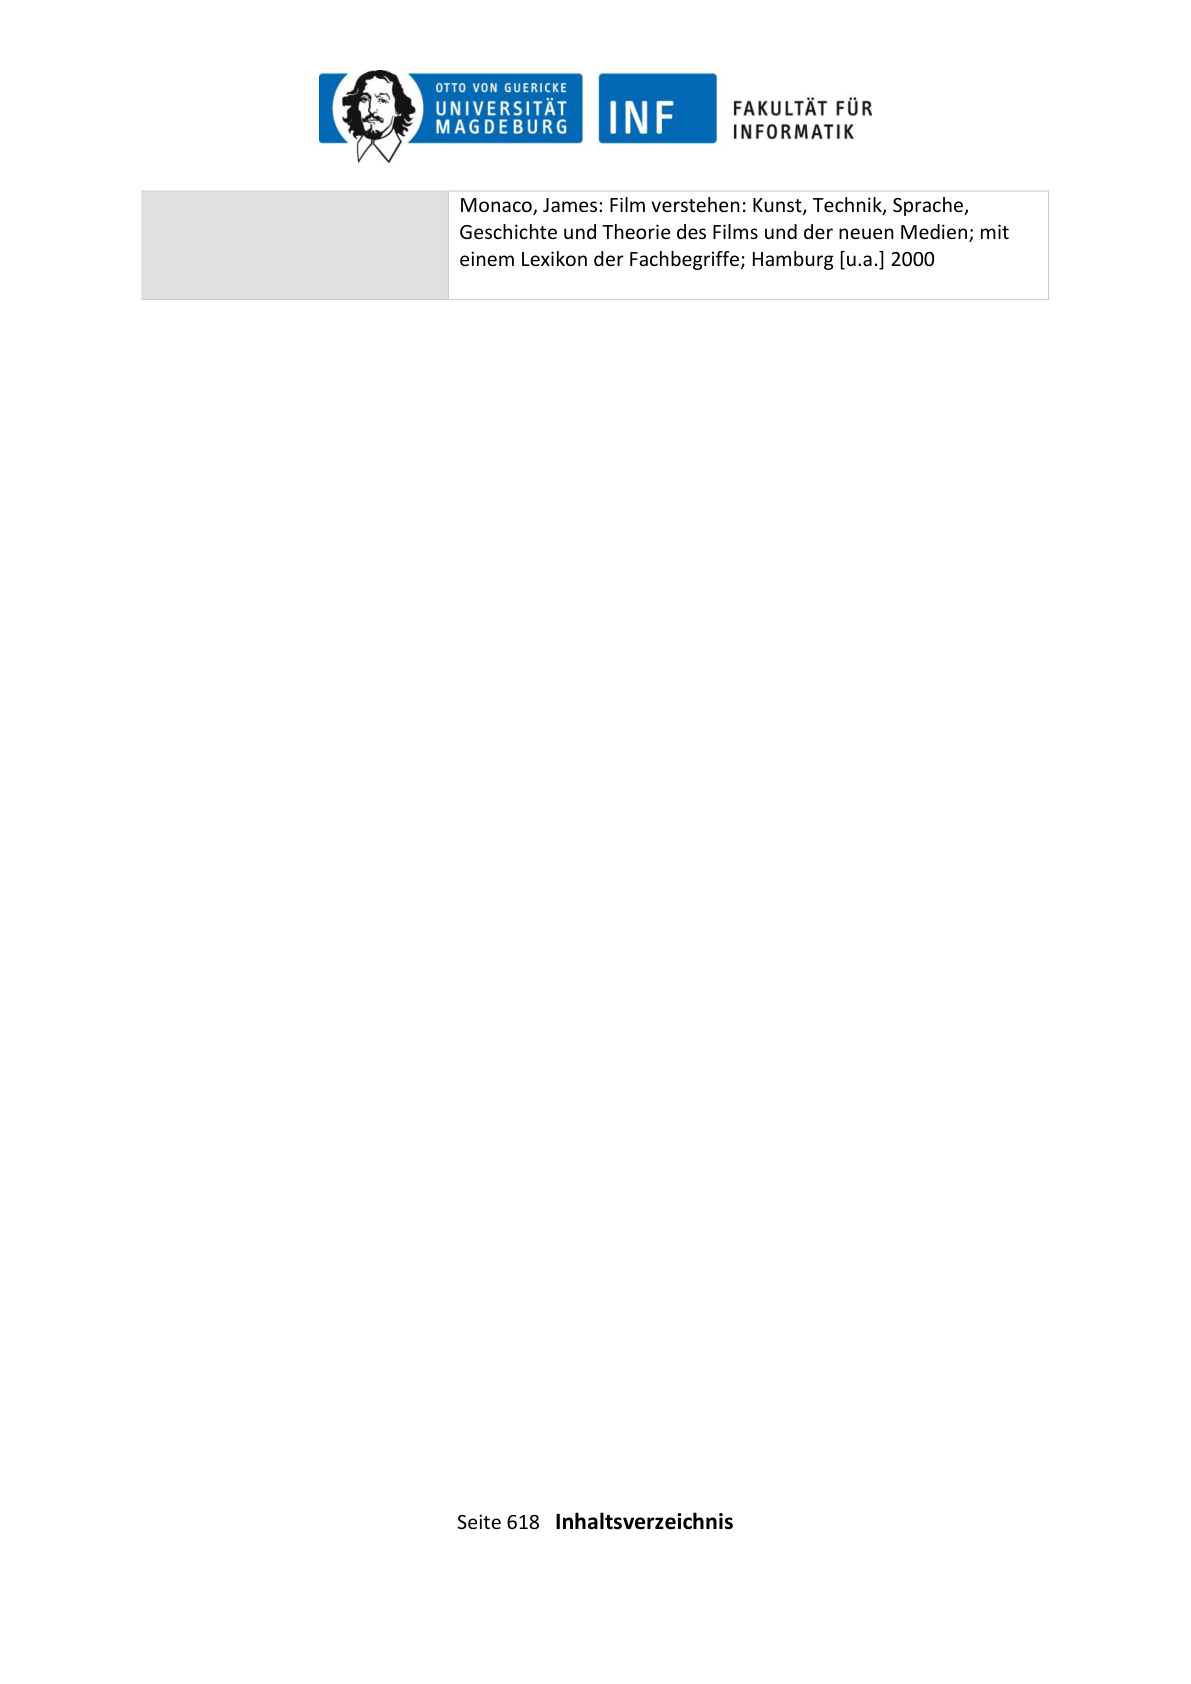 OTTO VON GUERICKE
UNIVERSITÄT
MAGDEBURG
INF
FAKULTÄT FÜR
INFORMATIK
Monaco, James: Film verstehen: Kunst, Technik, Sprache,
Geschichte und Theorie des Films und der neuen Medien; mit
einem Lexikon der Fachbegriffe; Hamburg [u.a.] 2000
Seite 618 Inhaltsverzeichnis